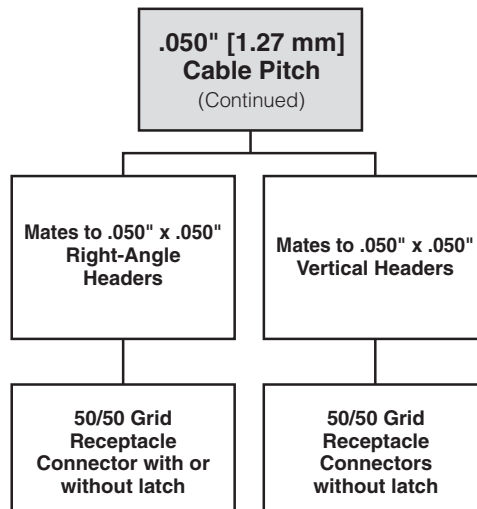 .050" [1.27 mm]
Cable Pitch
(Continued)
Mates to .050" x .050"
Right-Angle
Headers
Mates to .050" x .050"
Vertical Headers
50/50 Grid
Receptacle
Connector with or
without latch
50/50 Grid
Receptacle
Connectors
without latch